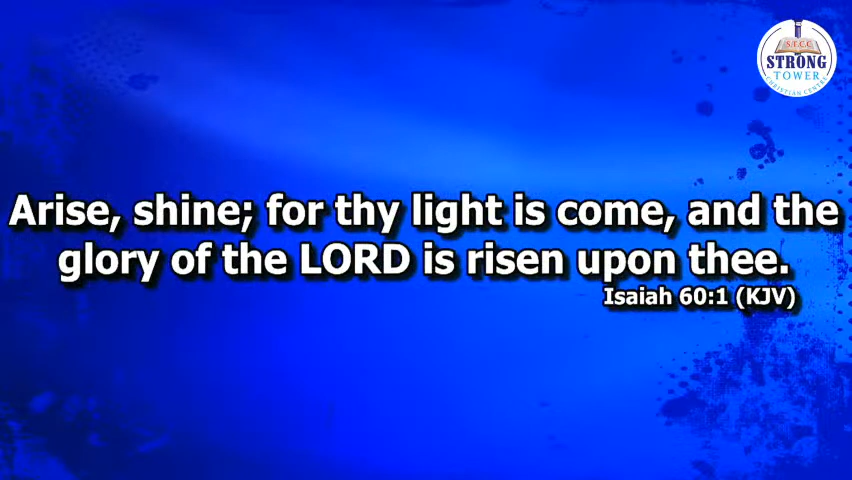 S.T.C.C
STRONG
TOWER
CHRISTIAN CENTRE
Arise, shine; for thy light is come, and the
glory of the LORD is risen upon thee.
Isaiah 60:1 (KJV)